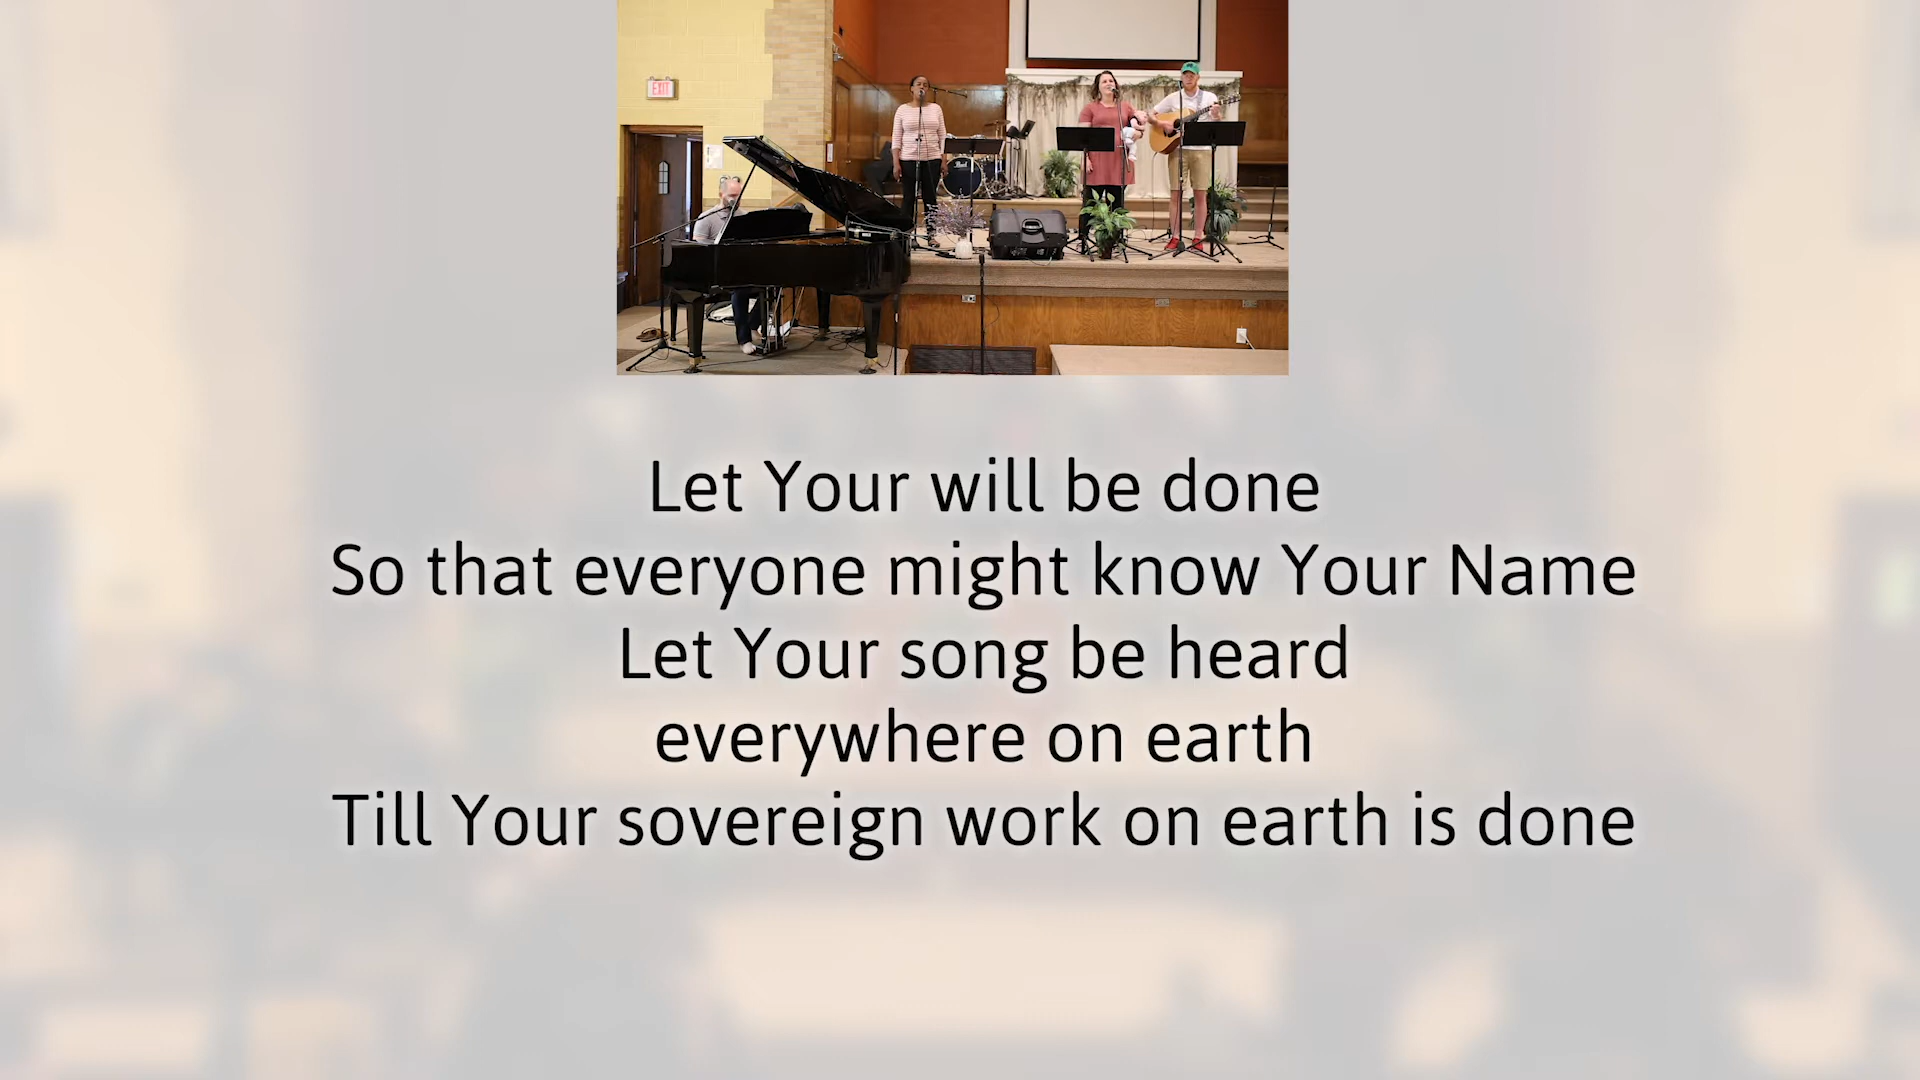 EXIT
Let Your will be done
So that everyone might know Your Name
Let Your song be heard
everywhere on earth
Till Your sovereign work on earth is done